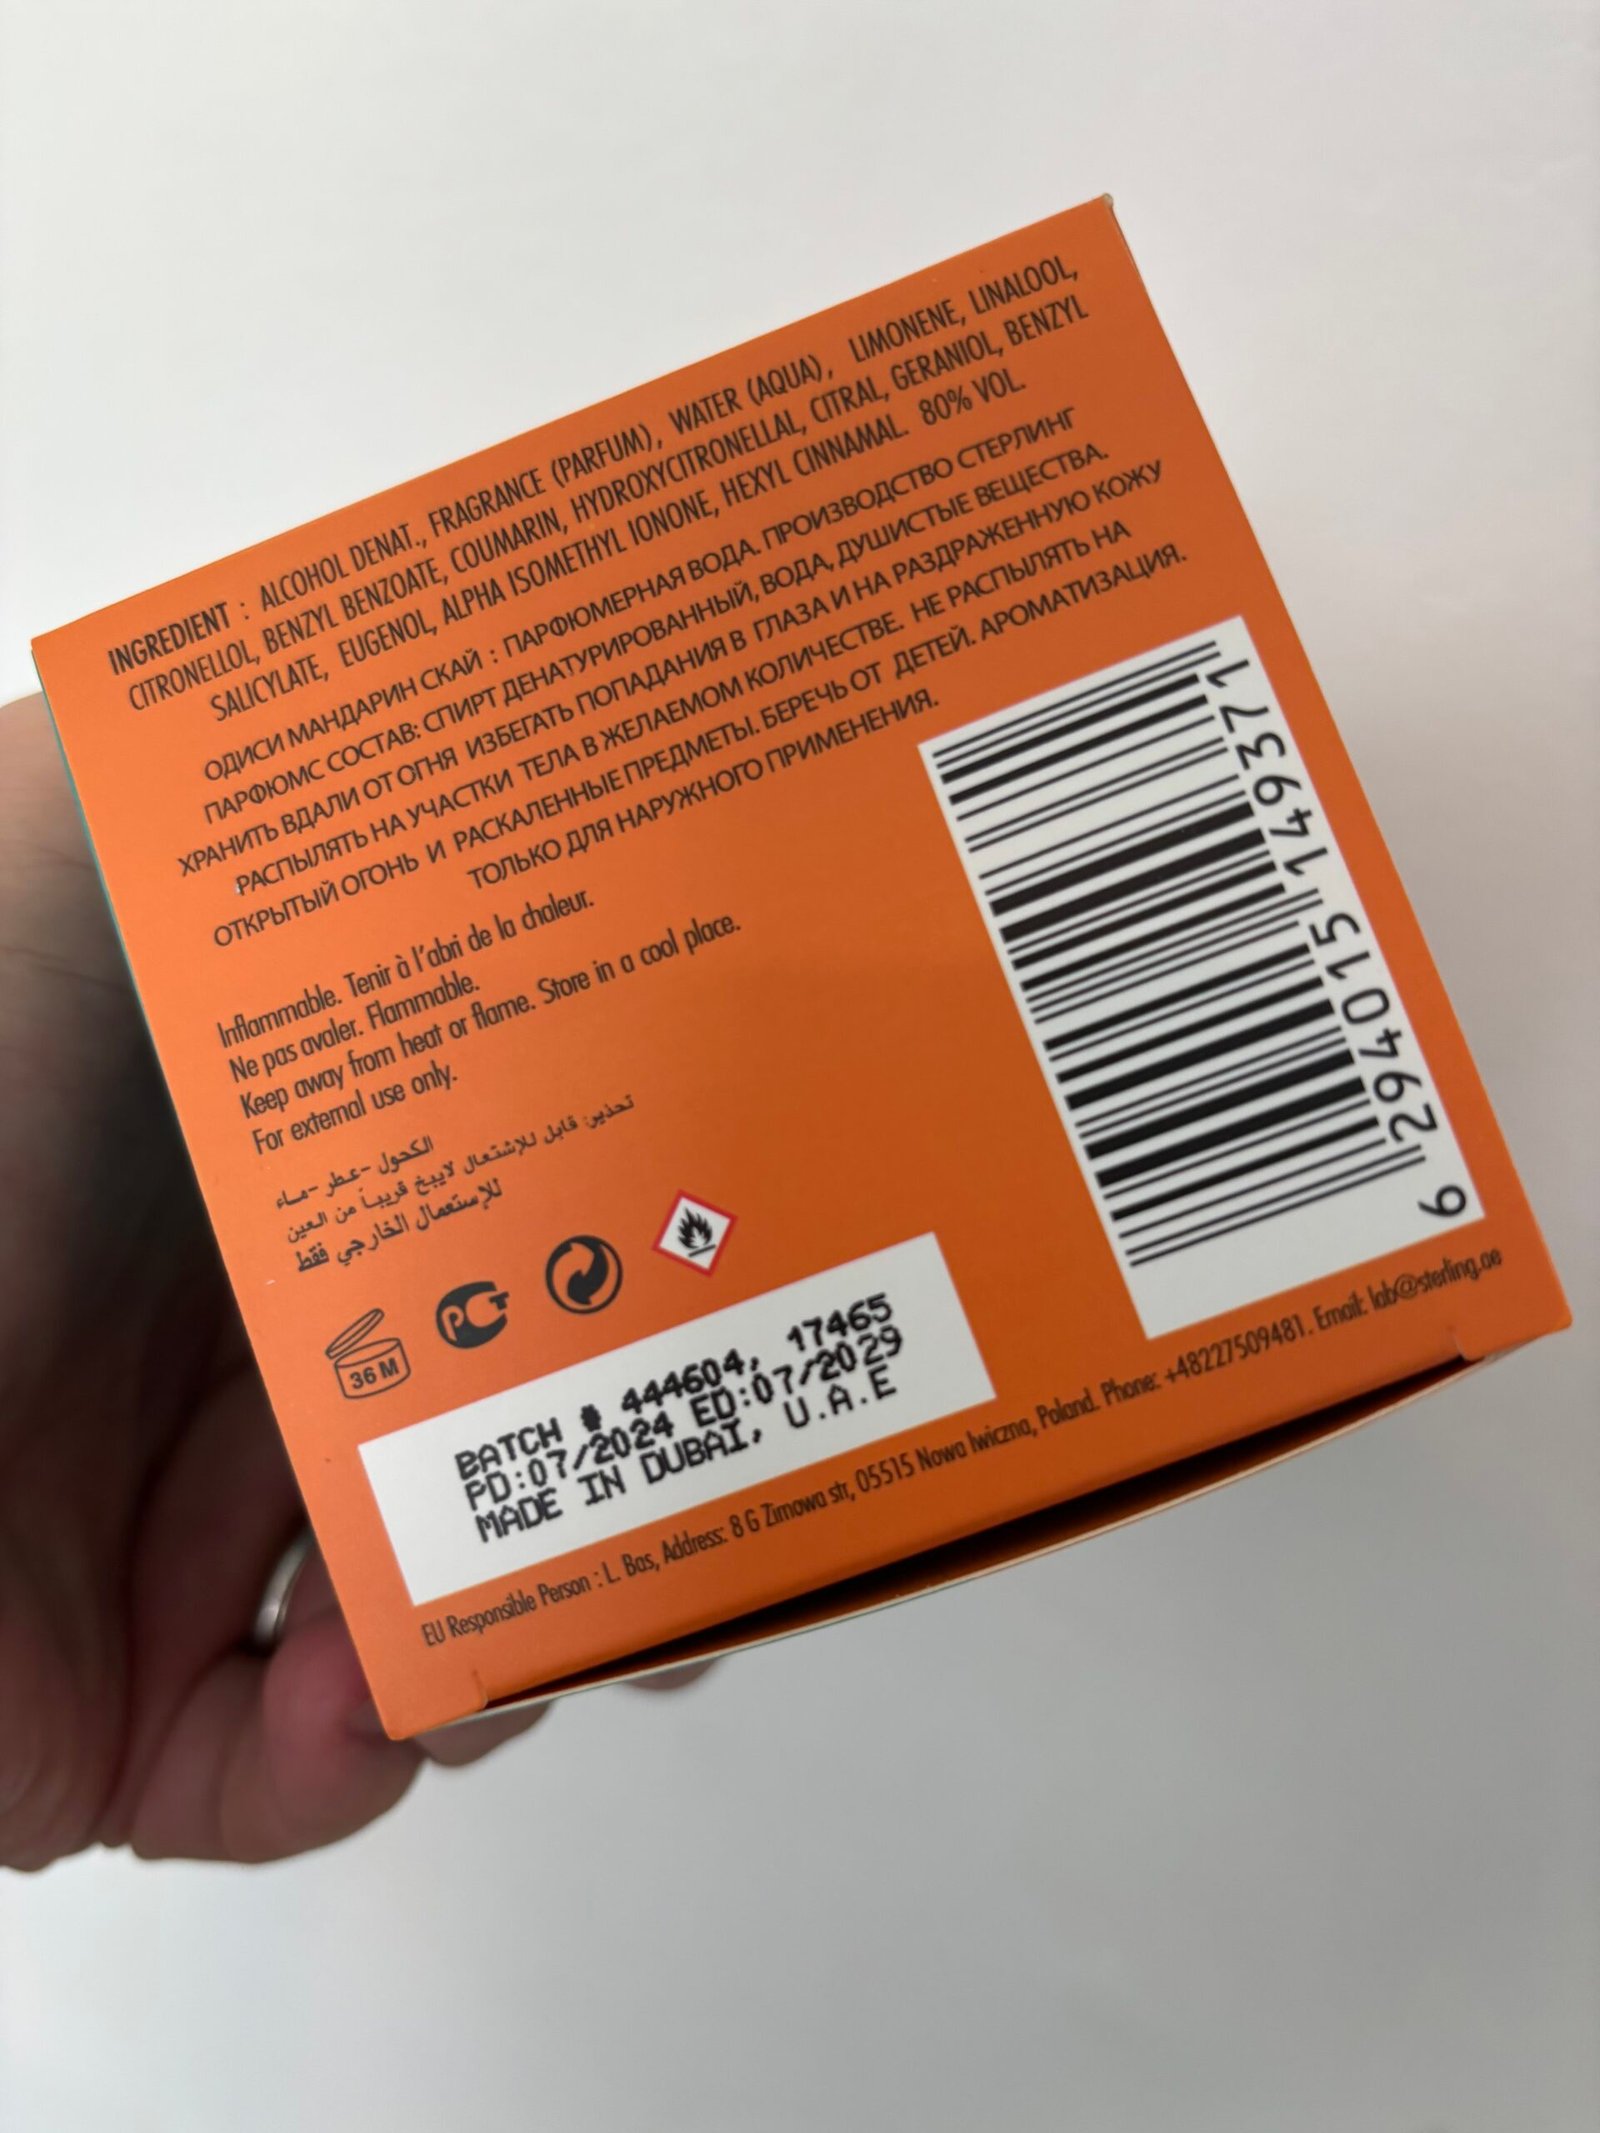 INGREDIENT : ALCOHOL DENAT., FRAGRANCE (PARFUM), WATER (AQUA), LIMONENE, LINALOOL,
CITRONELLOL, BENZYL BENZOATE, COUMARIN, HYDROXYCITRONELLAL, CITRAL, GERANIOL, BENZYL
SALICYLATE, EUGENOL, ALPHA ISOMETHYL IONONE, HEXYL CINNAMAL. 80% VOL.
ОДИСИ МАНДАРИН СКАЙ : ПАРФЮМЕРНАЯ ВОДА. ПРОИЗВОДСТВО СТЕРЛИНГ
ПАРФЮМС СОСТАВ: СПИРТ ДЕНАТУРИРОВАННЫЙ, ВОДА, ДУШИСТЫЕ ВЕЩЕСТВА.
ХРАНИТЬ ВДАЛИ ОТ ОГНЯ ИЗБЕГАТЬ ПОПАДАНИЯ В ГЛАЗА И НА РАЗДРАЖЕННУЮ КОЖУ
РАСПЫЛЯТЬ НА УЧАСТКИ ТЕЛА В ЖЕЛАЕМОМ КОЛИЧЕСТВЕ. НЕ РАСПЫЛЯТЬ НА
ОТКРЫТЫЙ ОГОНЬ И РАСКАЛЕННЫЕ ПРЕДМЕТЫ. БЕРЕЧЬ ОТ ДЕТЕЙ. АРОМАТИЗАЦИЯ.
ТОЛЬКО ДЛЯ НАРУЖНОГО ПРИМЕНЕНИЯ.
Inflammable. Tenir à l'abri de la chaleur.
Ne pas avaler. Flammable.
Keep away from heat or flame. Store in a cool place.
For external use only.
الكحول -عطر -ماء
تحذير: قابل للإشتعال لايبخ قريباً من العين
للإستعمال الخارجي فقط
36 M
РСТ
BATCH # 444604, 17465
PD:07/2024 ED:07/2029
MADE IN DUBAI, U.A.E
6 294015 149371
EU Responsible Person : L. Bas, Address: 8 G Zimowa str, 05515 Nowa Iwiczna, Poland. Phone: +48227509481. Email: lab@sterling.ae